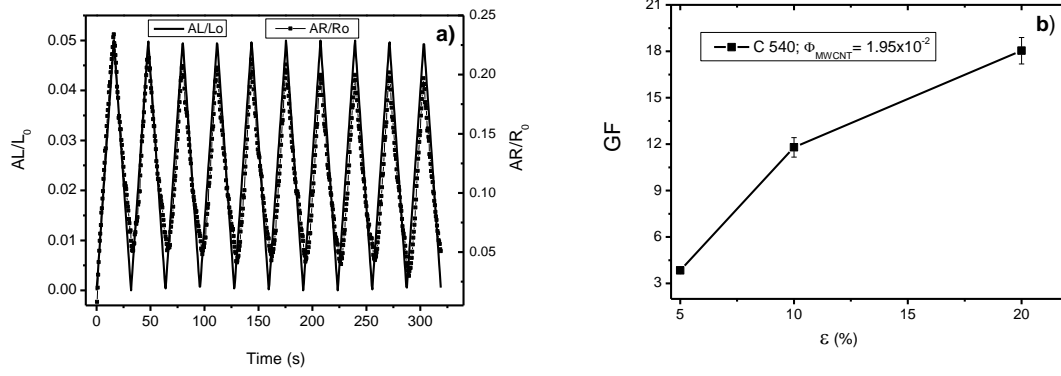 AL/Lo
AR/Ro
a)
0.05
0.04
0.03
0.02
0.01
0.00
AL/L0
0.25
0.20
0.15
0.10
0.05
AR/R0
0 50 100 150 200 250 300
Time (s)
b)
C 540; ΦMWCNT= 1.95x10-2
21
18
15
12
9
6
3
GF
5 10 15 20
ε (%)